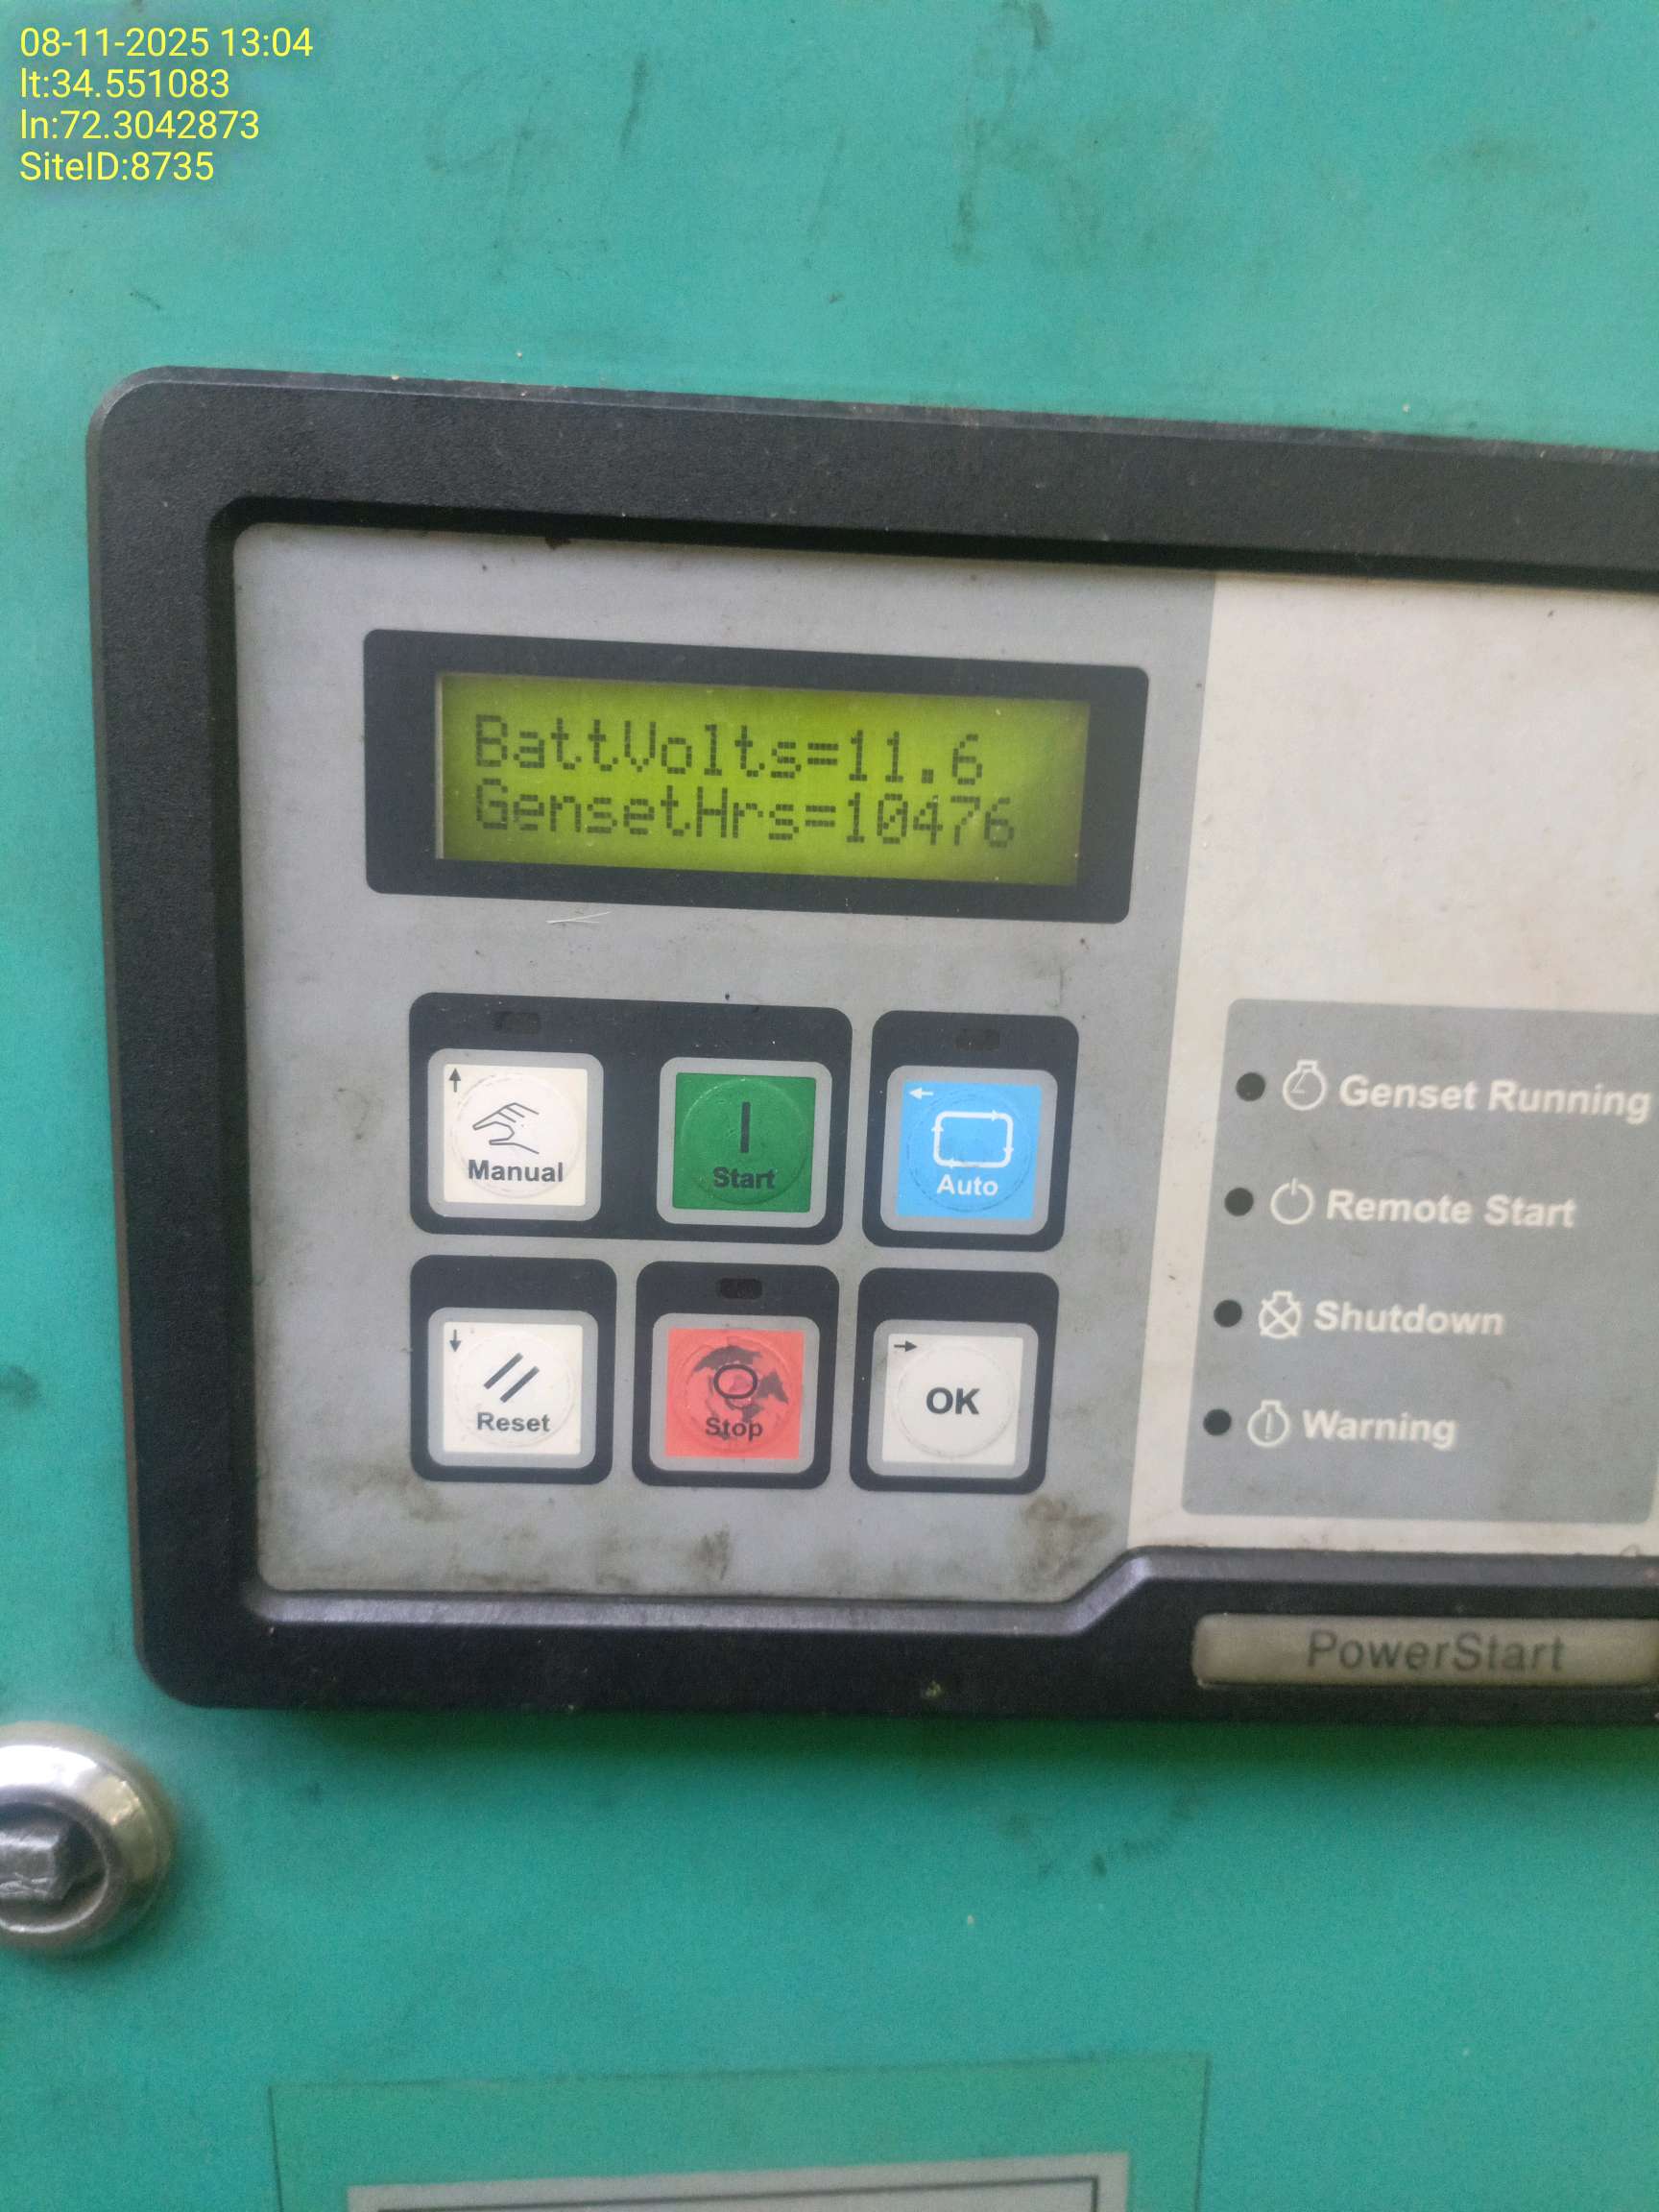 08-11-2025 13:04
lt:34.551083
ln:72.3042873
SiteID:8735
BattVolts=11.6
GensetHrs=10476
Manual
Start
Auto
Reset
Stop
OK
Genset Running
Remote Start
Shutdown
Warning
PowerStart